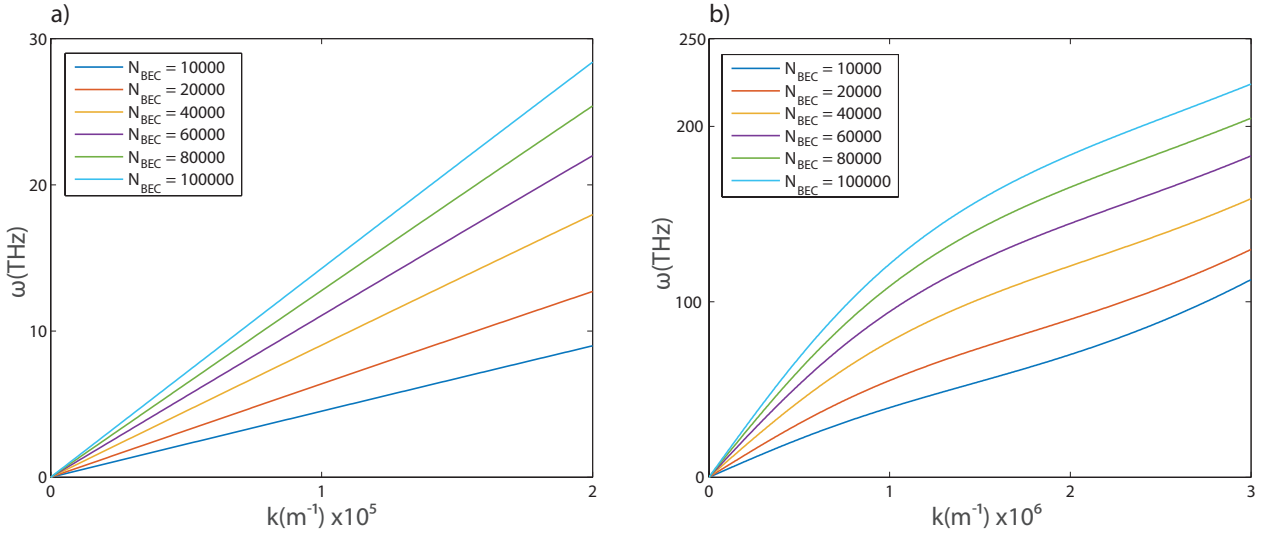 a)
30
20
10
0
0
1
2
ω(THz)
k(m⁻¹) x10⁵
N_BEC = 10000
N_BEC = 20000
N_BEC = 40000
N_BEC = 60000
N_BEC = 80000
N_BEC = 100000
b)
250
200
100
0
0
1
2
3
ω(THz)
k(m⁻¹) x10⁶
N_BEC = 10000
N_BEC = 20000
N_BEC = 40000
N_BEC = 60000
N_BEC = 80000
N_BEC = 100000